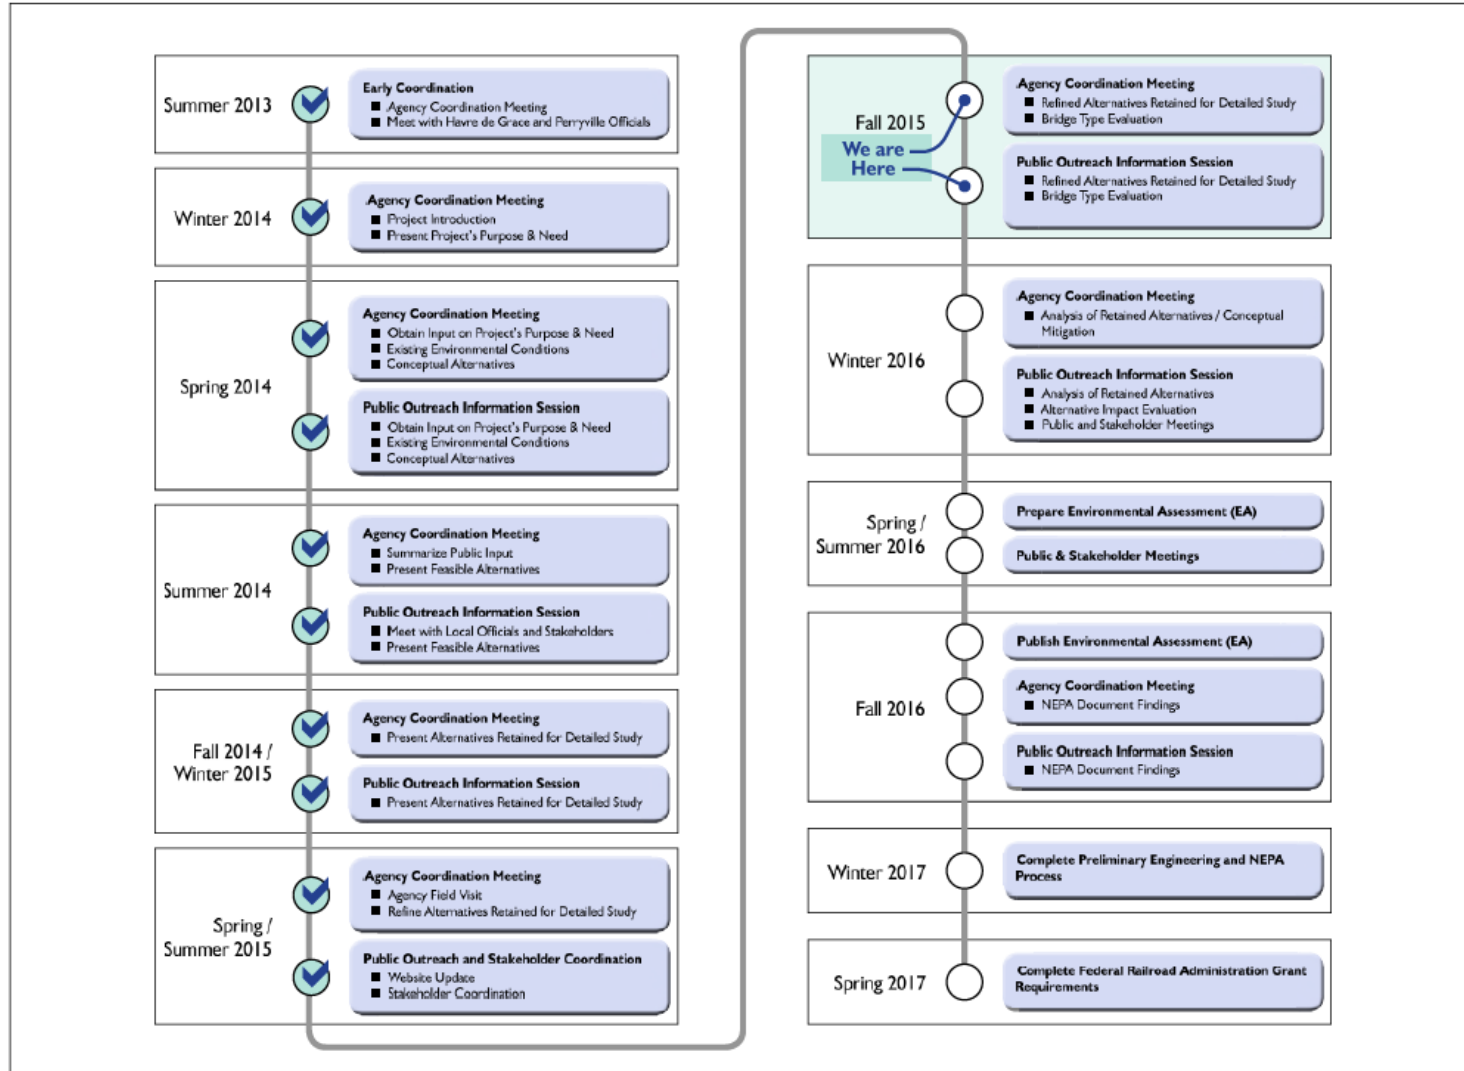 Summer 2013
Early Coordination
■ Agency Coordination Meeting
■ Meet with Havre de Grace and Perryville Officials
Winter 2014
Agency Coordination Meeting
■ Project Introduction
■ Present Project's Purpose & Need
Spring 2014
Agency Coordination Meeting
■ Obtain Input on Project's Purpose & Need
■ Existing Environmental Conditions
■ Conceptual Alternatives
Public Outreach Information Session
■ Obtain Input on Project's Purpose & Need
■ Existing Environmental Conditions
■ Conceptual Alternatives
Summer 2014
Agency Coordination Meeting
■ Summarize Public Input
■ Present Feasible Alternatives
Public Outreach Information Session
■ Meet with Local Officials and Stakeholders
■ Present Feasible Alternatives
Fall 2014 /
Winter 2015
Agency Coordination Meeting
■ Present Alternatives Retained for Detailed Study
Public Outreach Information Session
■ Present Alternatives Retained for Detailed Study
Spring /
Summer 2015
Agency Coordination Meeting
■ Agency Field Visit
■ Refine Alternatives Retained for Detailed Study
Public Outreach and Stakeholder Coordination
■ Website Update
■ Stakeholder Coordination
Fall 2015
We are
Here
Agency Coordination Meeting
■ Refined Alternatives Retained for Detailed Study
■ Bridge Type Evaluation
Public Outreach Information Session
■ Refined Alternatives Retained for Detailed Study
■ Bridge Type Evaluation
Winter 2016
Agency Coordination Meeting
■ Analysis of Retained Alternatives / Conceptual
Mitigation
Public Outreach Information Session
■ Analysis of Retained Alternatives
■ Alternative Impact Evaluation
■ Public and Stakeholder Meetings
Spring /
Summer 2016
Prepare Environmental Assessment (EA)
Public & Stakeholder Meetings
Fall 2016
Publish Environmental Assessment (EA)
Agency Coordination Meeting
■ NEPA Document Findings
Public Outreach Information Session
■ NEPA Document Findings
Winter 2017
Complete Preliminary Engineering and NEPA
Process
Spring 2017
Complete Federal Railroad Administration Grant
Requirements